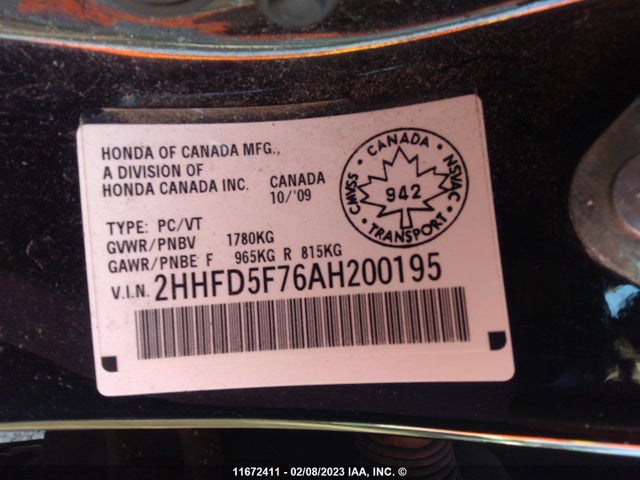 HONDA OF CANADA MFG.,
A DIVISION OF
HONDA CANADA INC. CANADA
10/'09
CANADA
CMVSS 942 NSVAC
TRANSPORT
TYPE: PC/VT
GVWR/PNBV 1780KG
GAWR/PNBE F 965KG R 815KG
V.I.N. 2HHFD5F76AH200195
11672411 - 02/08/2023 IAA, INC. ©